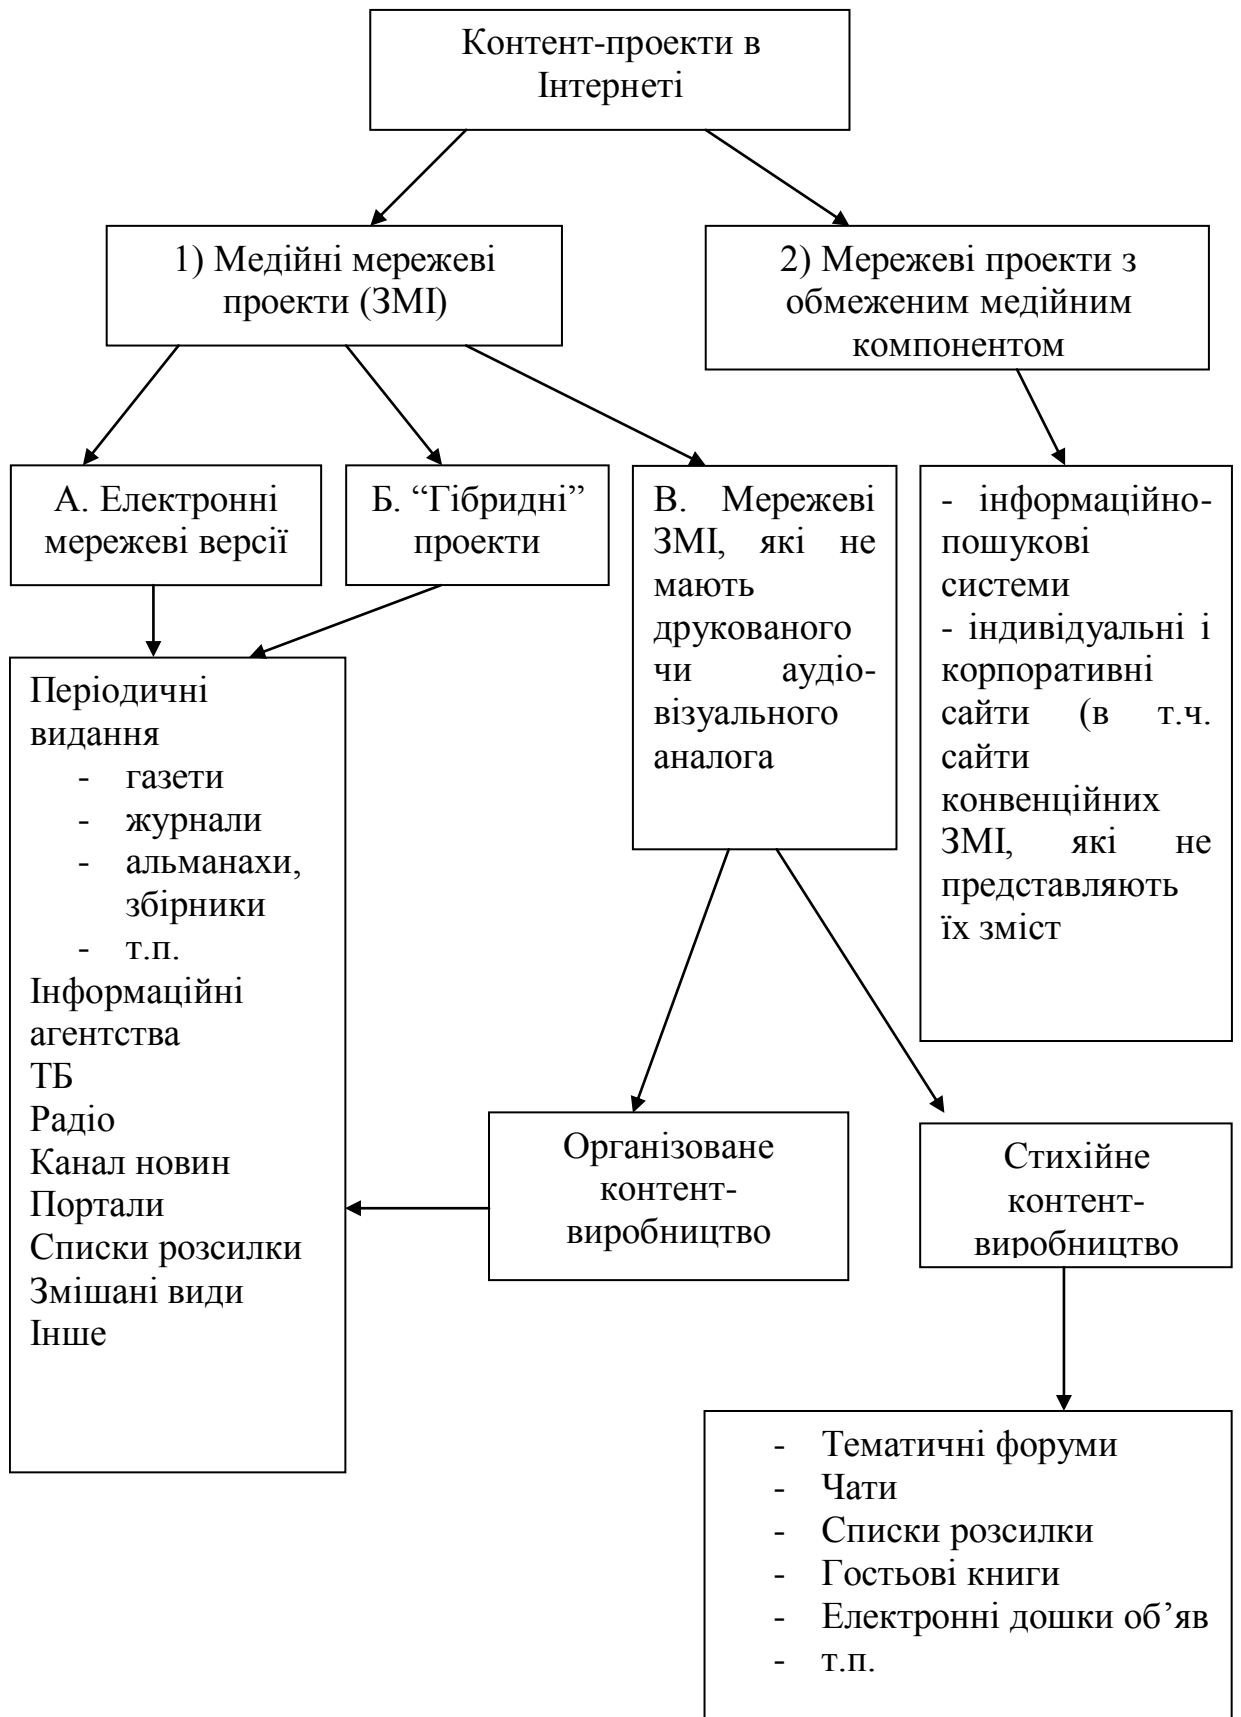 Контент-проекти в
Інтернеті
1) Медійні мережеві
проекти (ЗМІ)
2) Мережеві проекти з
обмеженим медійним
компонентом
А. Електронні
мережеві версії
Б. “Гібридні”
проекти
В. Мережеві
ЗМІ, які не
мають
друкованого
чи аудіо-
візуального
аналога
- інформаційно-
пошукові
системи
- індивідуальні і
корпоративні
сайти (в т.ч.
сайти
конвенційних
ЗМІ, які не
представляють
їх зміст
Періодичні
видання
- газети
- журнали
- альманахи,
збірники
- т.п.
Інформаційні
агентства
ТБ
Радіо
Канал новин
Портали
Списки розсилки
Змішані види
Інше
Організоване
контент-
виробництво
Стихійне
контент-
виробництво
- Тематичні форуми
- Чати
- Списки розсилки
- Гостьові книги
- Електронні дошки об’яв
- т.п.